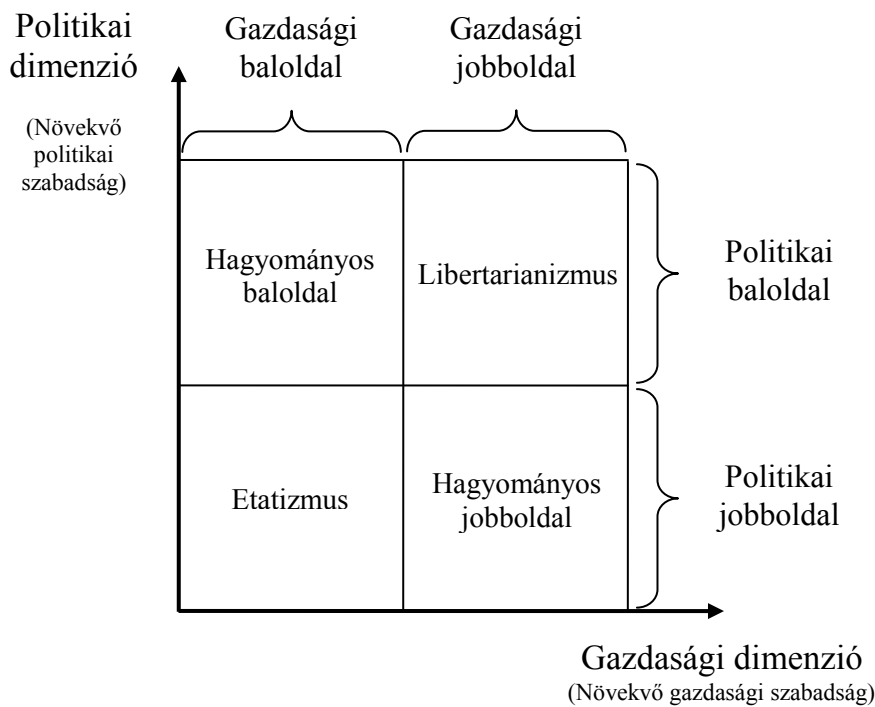 Politikai
dimenzió
(Növekvő
politikai
szabadság)
Gazdasági
baloldal
Gazdasági
jobboldal
Hagyományos
baloldal
Libertarianizmus
Politikai
baloldal
Etatizmus
Hagyományos
jobboldal
Politikai
jobboldal
Gazdasági dimenzió
(Növekvő gazdasági szabadság)